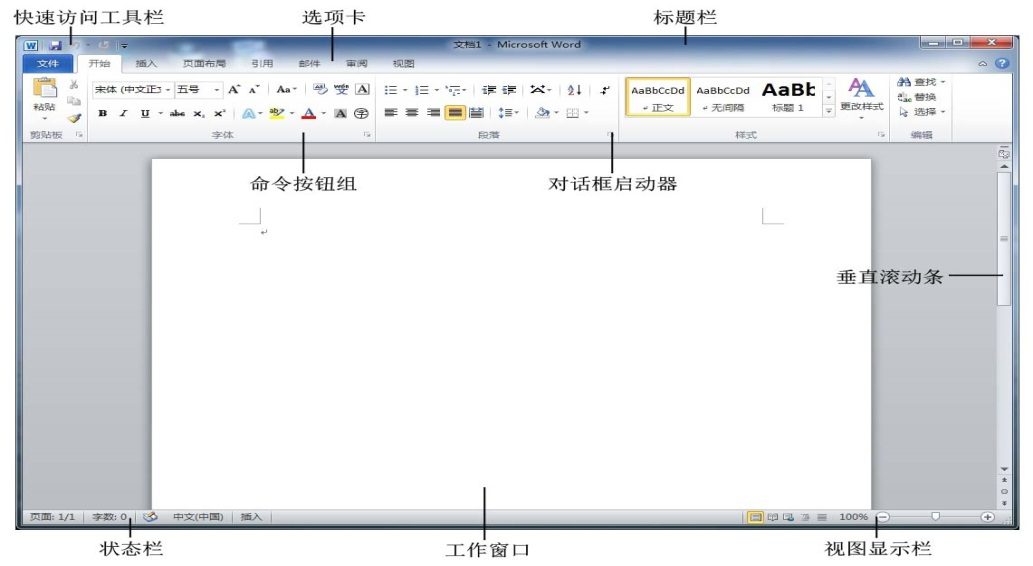 快速访问工具栏 选项卡 标题栏
W 文档1 - Microsoft Word
文件 开始 插入 页面布局 引用 邮件 审阅 视图
宋体 (中文正: 五号 A A Aa wén A AaBbCcDd AaBbCcDd AaBb 查找
粘贴 正文 无间隔 标题 1 更改样式 替换
B I U abc x₂ x² A ab A A 字 选择
剪贴板 字体 段落 样式 编辑
命令按钮组 对话框启动器
垂直滚动条
页面: 1/1 字数: 0 中文(中国) 插入 100%
状态栏 工作窗口 视图显示栏